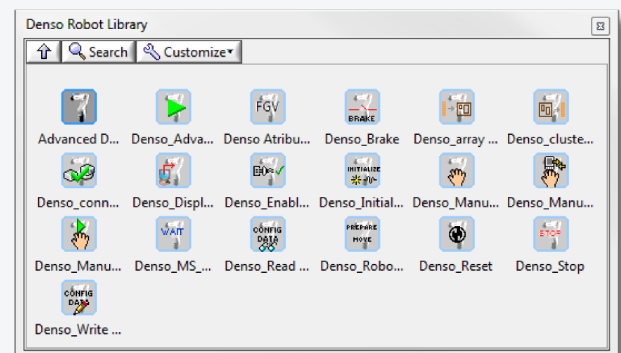 Denso Robot Library
Search Customize
FGV BRAKE
Advanced D... Denso_Adva... Denso Atribu... Denso_Brake Denso_array ... Denso_cluste...
INITIALIZE
Denso_conn... Denso_Displ... Denso_Enabl... Denso_Initial... Denso_Manu... Denso_Manu...
WAIT CONFIG DATA PREPARE MOVE STOP
Denso_Manu... Denso_MS_... Denso_Read ... Denso_Robo... Denso_Reset Denso_Stop
CONFIG DATA
Denso_Write ...